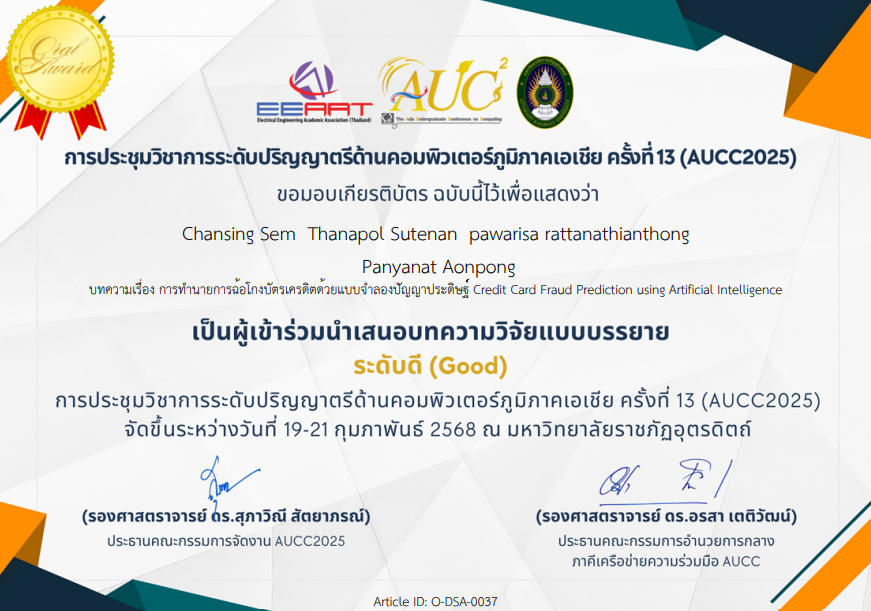 Oral
Award
EEAAT
Electrical Engineering Academic Association (Thailand)
AUC²
The Asia Undergraduate Conference on Computing
การประชุมวิชาการระดับปริญญาตรีด้านคอมพิวเตอร์ภูมิภาคเอเชีย ครั้งที่ 13 (AUCC2025)
ขอมอบเกียรติบัตร ฉบับนี้ไว้เพื่อแสดงว่า
Chansing Sem Thanapol Sutenan pawarisa rattanathianthong
Panyanat Aonpong
บทความเรื่อง การทำนายการฉ้อโกงบัตรเครดิตด้วยแบบจำลองปัญญาประดิษฐ์ Credit Card Fraud Prediction using Artificial Intelligence
เป็นผู้เข้าร่วมนำเสนอบทความวิจัยแบบบรรยาย
ระดับดี (Good)
การประชุมวิชาการระดับปริญญาตรีด้านคอมพิวเตอร์ภูมิภาคเอเชีย ครั้งที่ 13 (AUCC2025)
จัดขึ้นระหว่างวันที่ 19-21 กุมภาพันธ์ 2568 ณ มหาวิทยาลัยราชภัฏอุตรดิตถ์
(รองศาสตราจารย์ ดร.สุภาวิณี สัตยาภรณ์)
ประธานคณะกรรมการจัดงาน AUCC2025
(รองศาสตราจารย์ ดร.อรสา เตติวัฒน์)
ประธานคณะกรรมการอำนวยการกลาง
ภาคีเครือข่ายความร่วมมือ AUCC
Article ID: O-DSA-0037